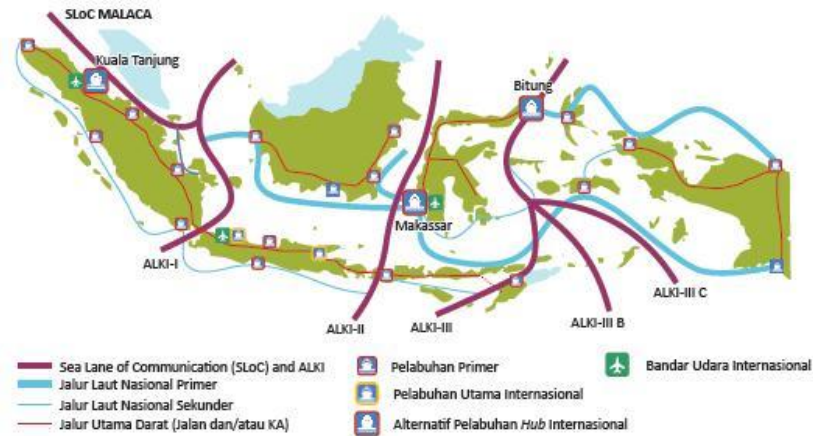 SLoC MALACA
Kuala Tanjung
Bitung
Makassar
ALKI-I
ALKI-II
ALKI-III
ALKI-III B
ALKI-III C
Sea Lane of Communication (SLoC) and ALKI
Jalur Laut Nasional Primer
Jalur Laut Nasional Sekunder
Jalur Utama Darat (Jalan dan/atau KA)
Pelabuhan Primer
Pelabuhan Utama Internasional
Alternatif Pelabuhan Hub Internasional
Bandar Udara Internasional